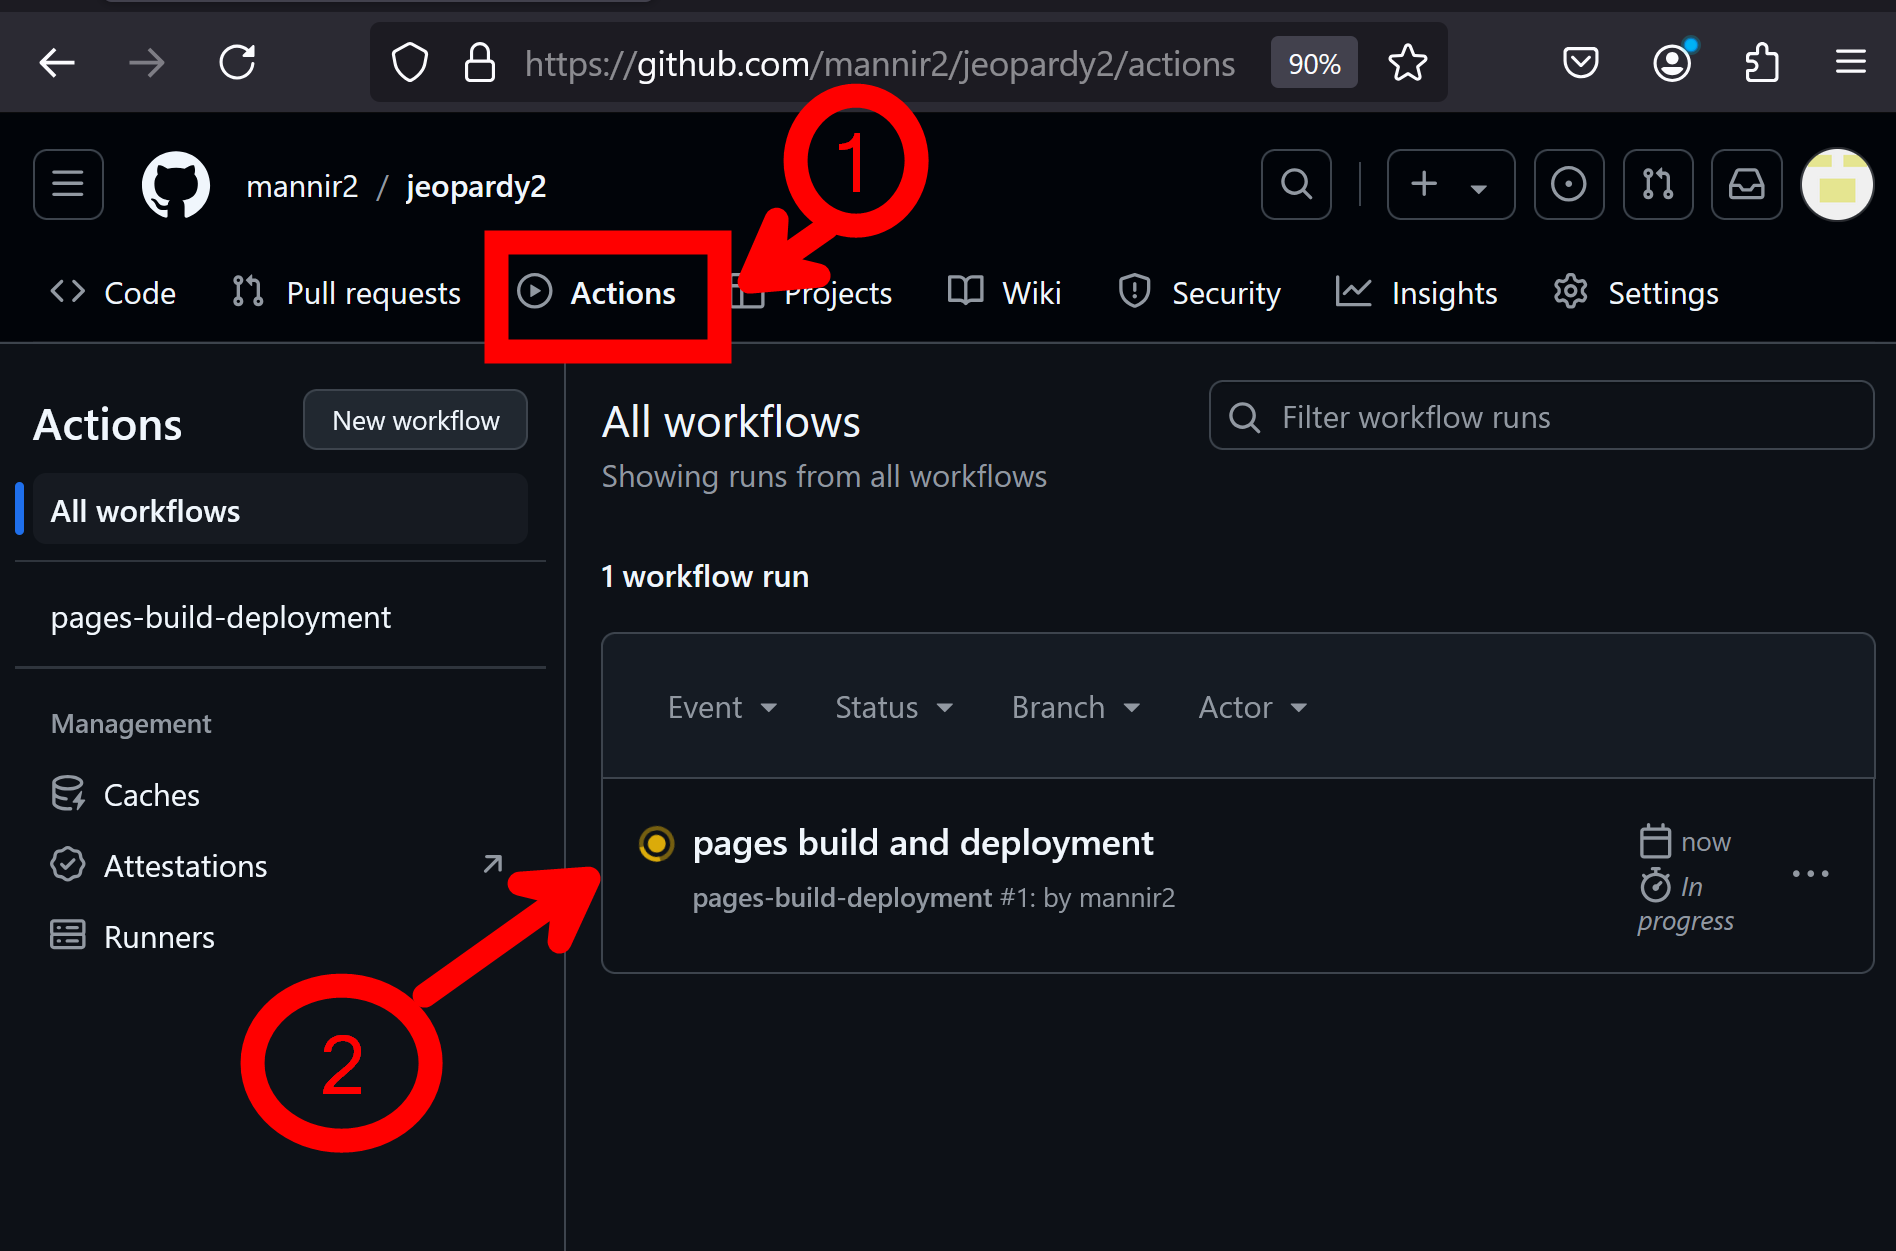 https://github.com/mannir2/jeopardy2/actions 90%
1
mannir2 / jeopardy2
Code Pull requests Actions Projects Wiki Security Insights Settings
Actions New workflow
All workflows
pages-build-deployment
Management
Caches
Attestations
Runners
2
All workflows
Filter workflow runs
Showing runs from all workflows
1 workflow run
Event Status Branch Actor
pages build and deployment
pages-build-deployment #1: by mannir2
now
In
progress